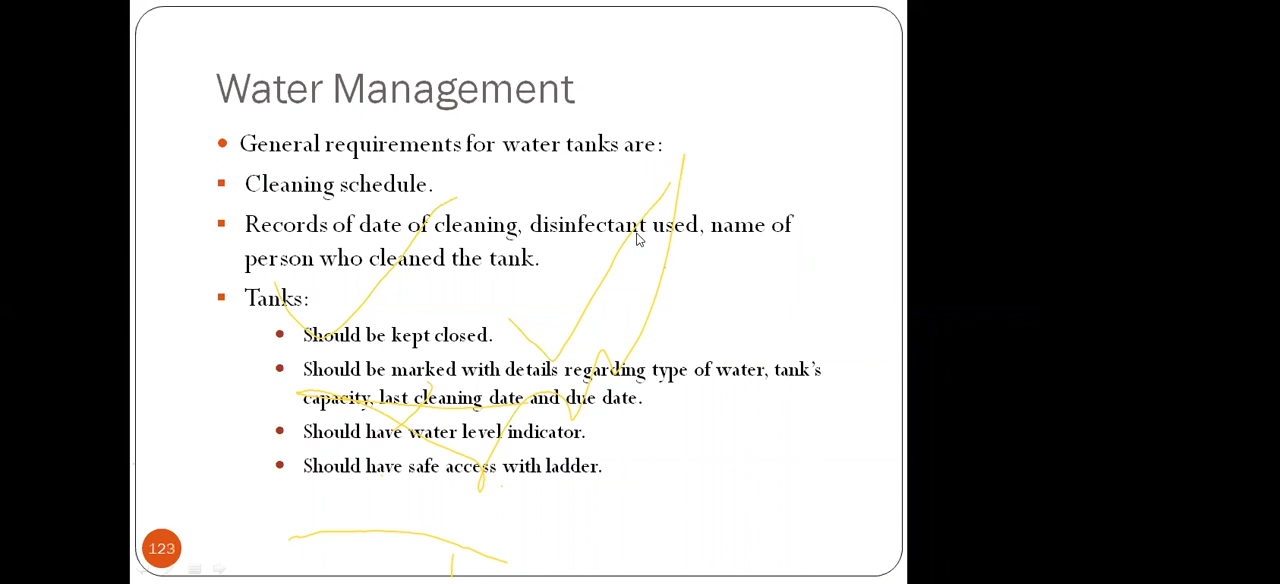 Water Management
General requirements for water tanks are:
Cleaning schedule.
Records of date of cleaning, disinfectant used, name of
person who cleaned the tank.
Tanks:
Should be kept closed.
Should be marked with details regarding type of water, tank's
capacity, last cleaning date and due date.
Should have water level indicator.
Should have safe access with ladder.
123